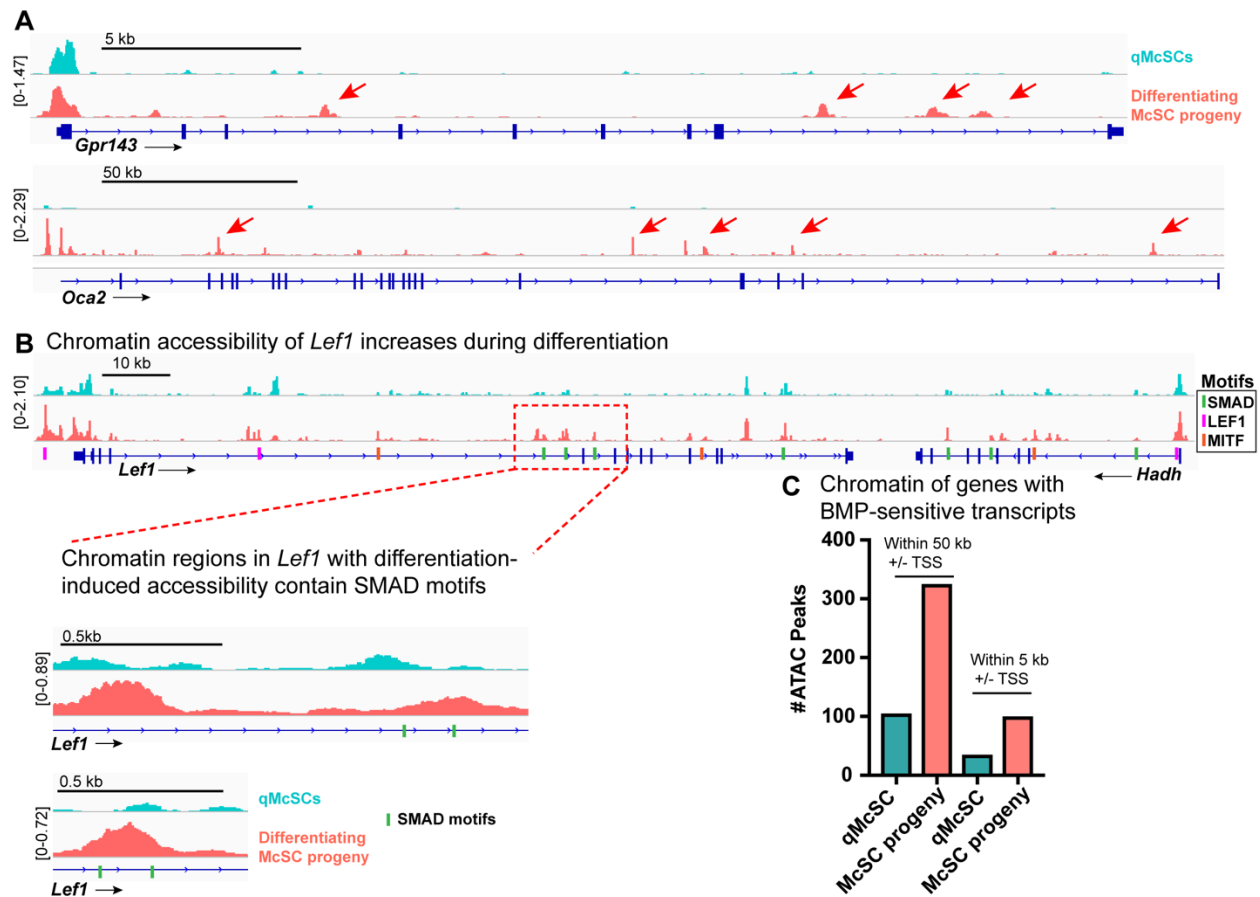 A
5 kb
qMcSCs
[0-1.47]
Differentiating
McSC progeny
Gpr143
50 kb
[0-2.29]
Oca2
B Chromatin accessibility of Lef1 increases during differentiation
10 kb
[0-2.10]
Motifs
SMAD
LEF1
MITF
Lef1
Hadh
Chromatin regions in Lef1 with differentiation-
induced accessibility contain SMAD motifs
0.5kb
[0-0.89]
Lef1
0.5 kb
qMcSCs
[0-0.72]
Differentiating
McSC progeny
SMAD motifs
Lef1
C Chromatin of genes with
BMP-sensitive transcripts
#ATAC Peaks
400
300
200
100
0
Within 50 kb
+/- TSS
Within 5 kb
+/- TSS
qMcSC
McSC progeny
qMcSC
McSC progeny